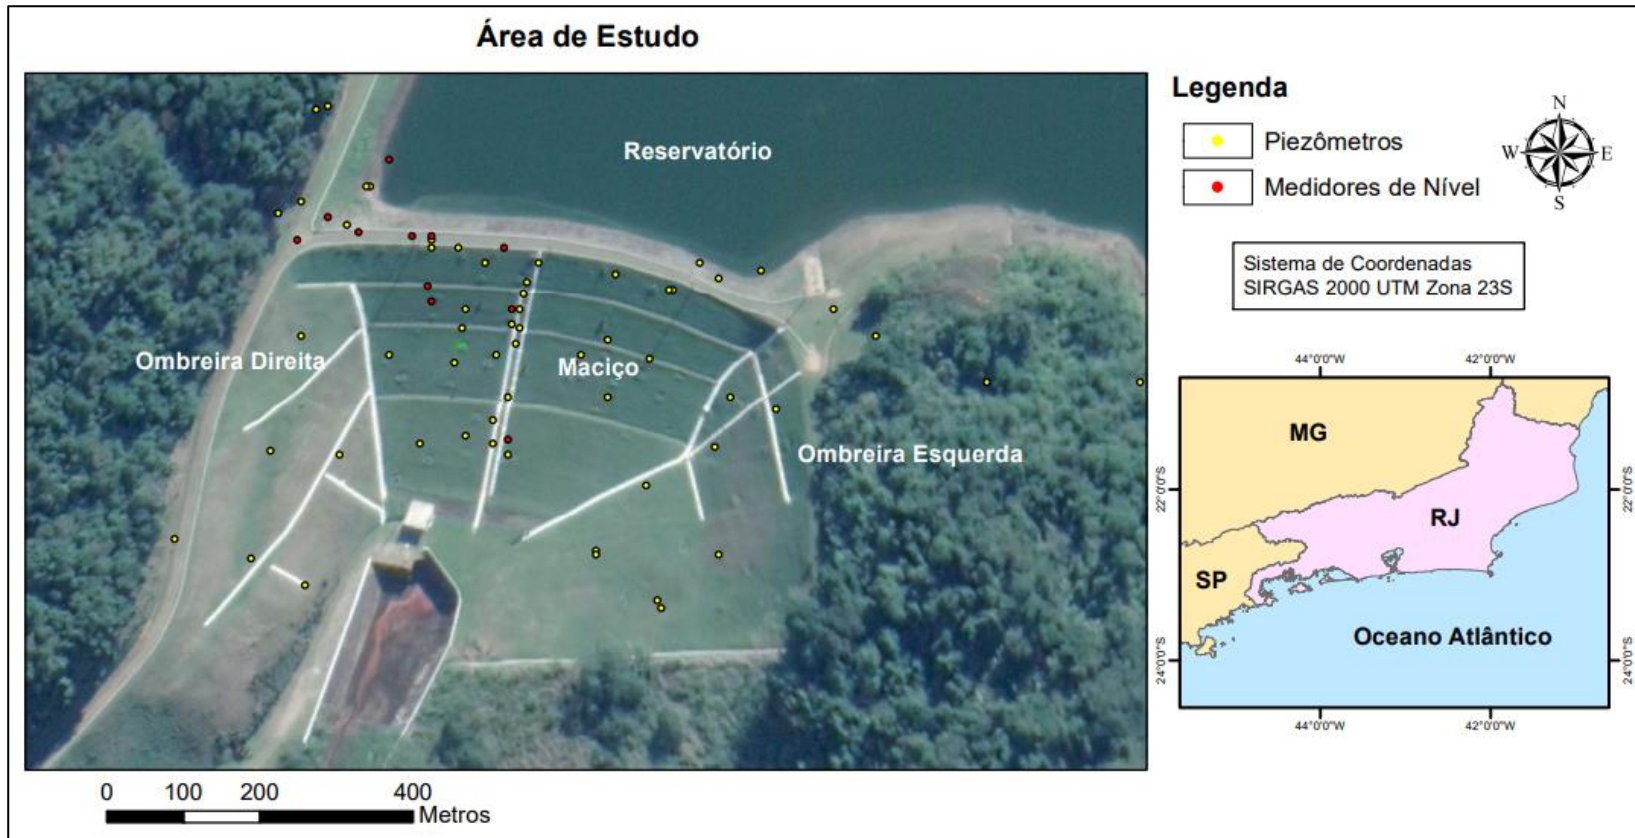 Área de Estudo
Reservatório
Ombreira Direita
Maciço
Ombreira Esquerda
0 100 200 400
Metros
Legenda
Piezômetros
Medidores de Nível
N
W E
S
Sistema de Coordenadas
SIRGAS 2000 UTM Zona 23S
44°0'0"W 42°0'0"W
MG
22°0'0"S 22°0'0"S
RJ
SP
Oceano Atlântico
24°0'0"S 24°0'0"S
44°0'0"W 42°0'0"W